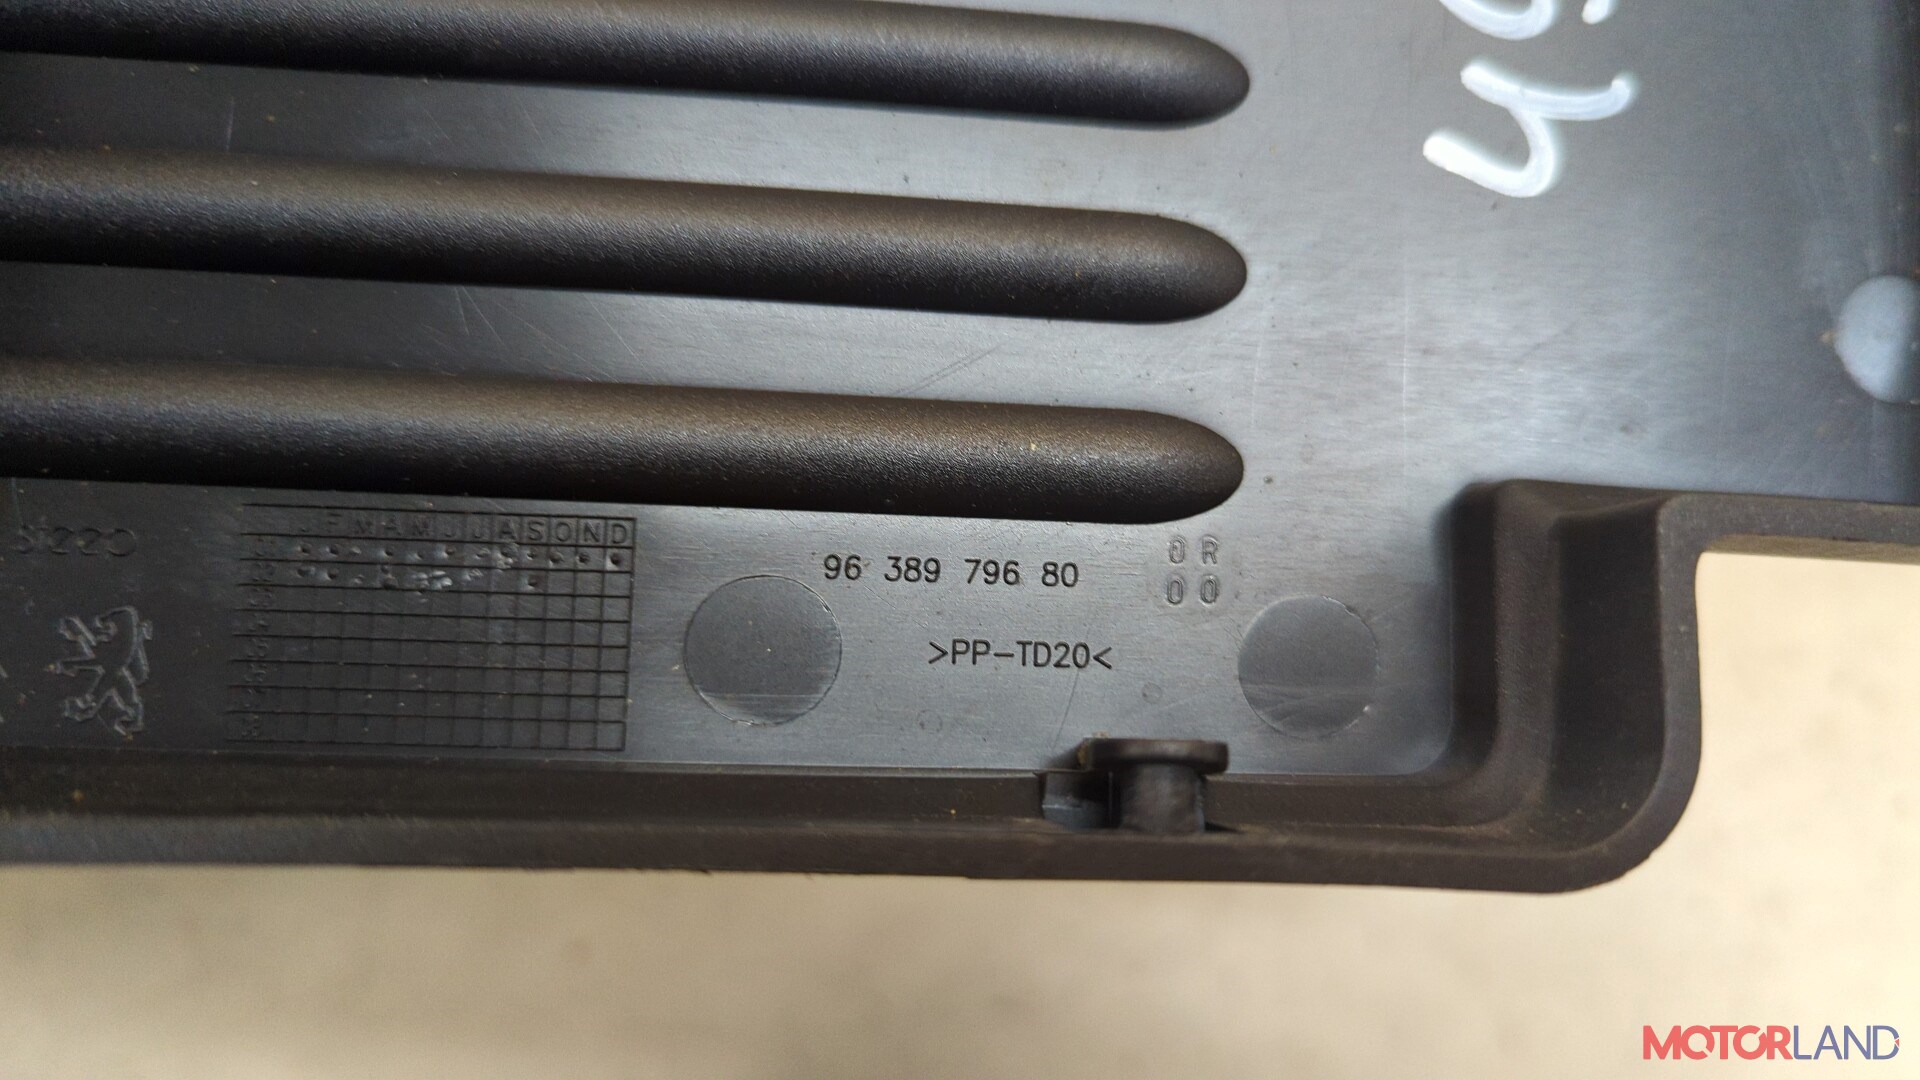 J F M A M J J A S O N D
96 389 796 80
0 R
0 0
>PP-TD20<
MOTORLAND